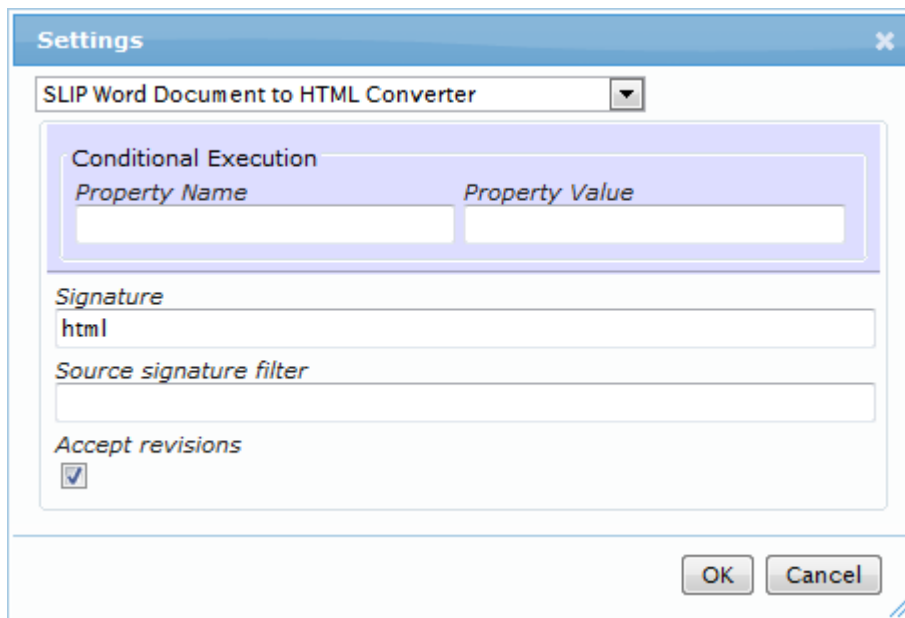 Settings
SLIP Word Document to HTML Converter
Conditional Execution
Property Name Property Value
Signature
html
Source signature filter
Accept revisions
OK Cancel